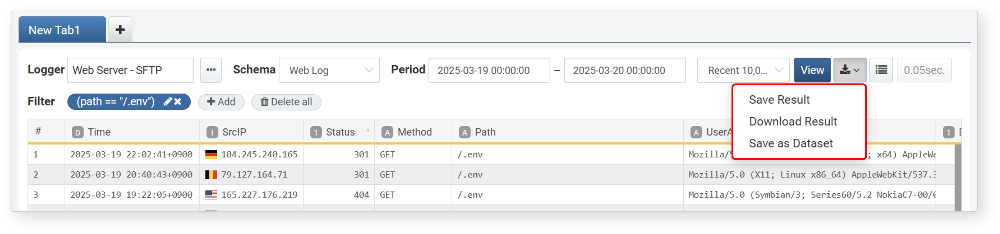 New Tab1
Logger Web Server - SFTP ... Schema Web Log Period 2025-03-19 00:00:00 – 2025-03-20 00:00:00 Recent 10,0... View 0.05sec.
Filter (path == "/.env") Add Delete all
Save Result
Download Result
Save as Dataset
# D Time I SrcIP 1 Status A Method A Path A UserA 1
1 2025-03-19 22:02:41+0900 104.245.240.165 301 GET /.env Mozilla/5 ; x64) AppleWe
2 2025-03-19 20:40:43+0900 79.127.164.71 301 GET /.env Mozilla/5.0 (X11; Linux x86_64) AppleWebKit/537.3
3 2025-03-19 19:22:05+0900 165.227.176.219 404 GET /.env Mozilla/5.0 (Symbian/3; Series60/5.2 NokiaC7-00/0